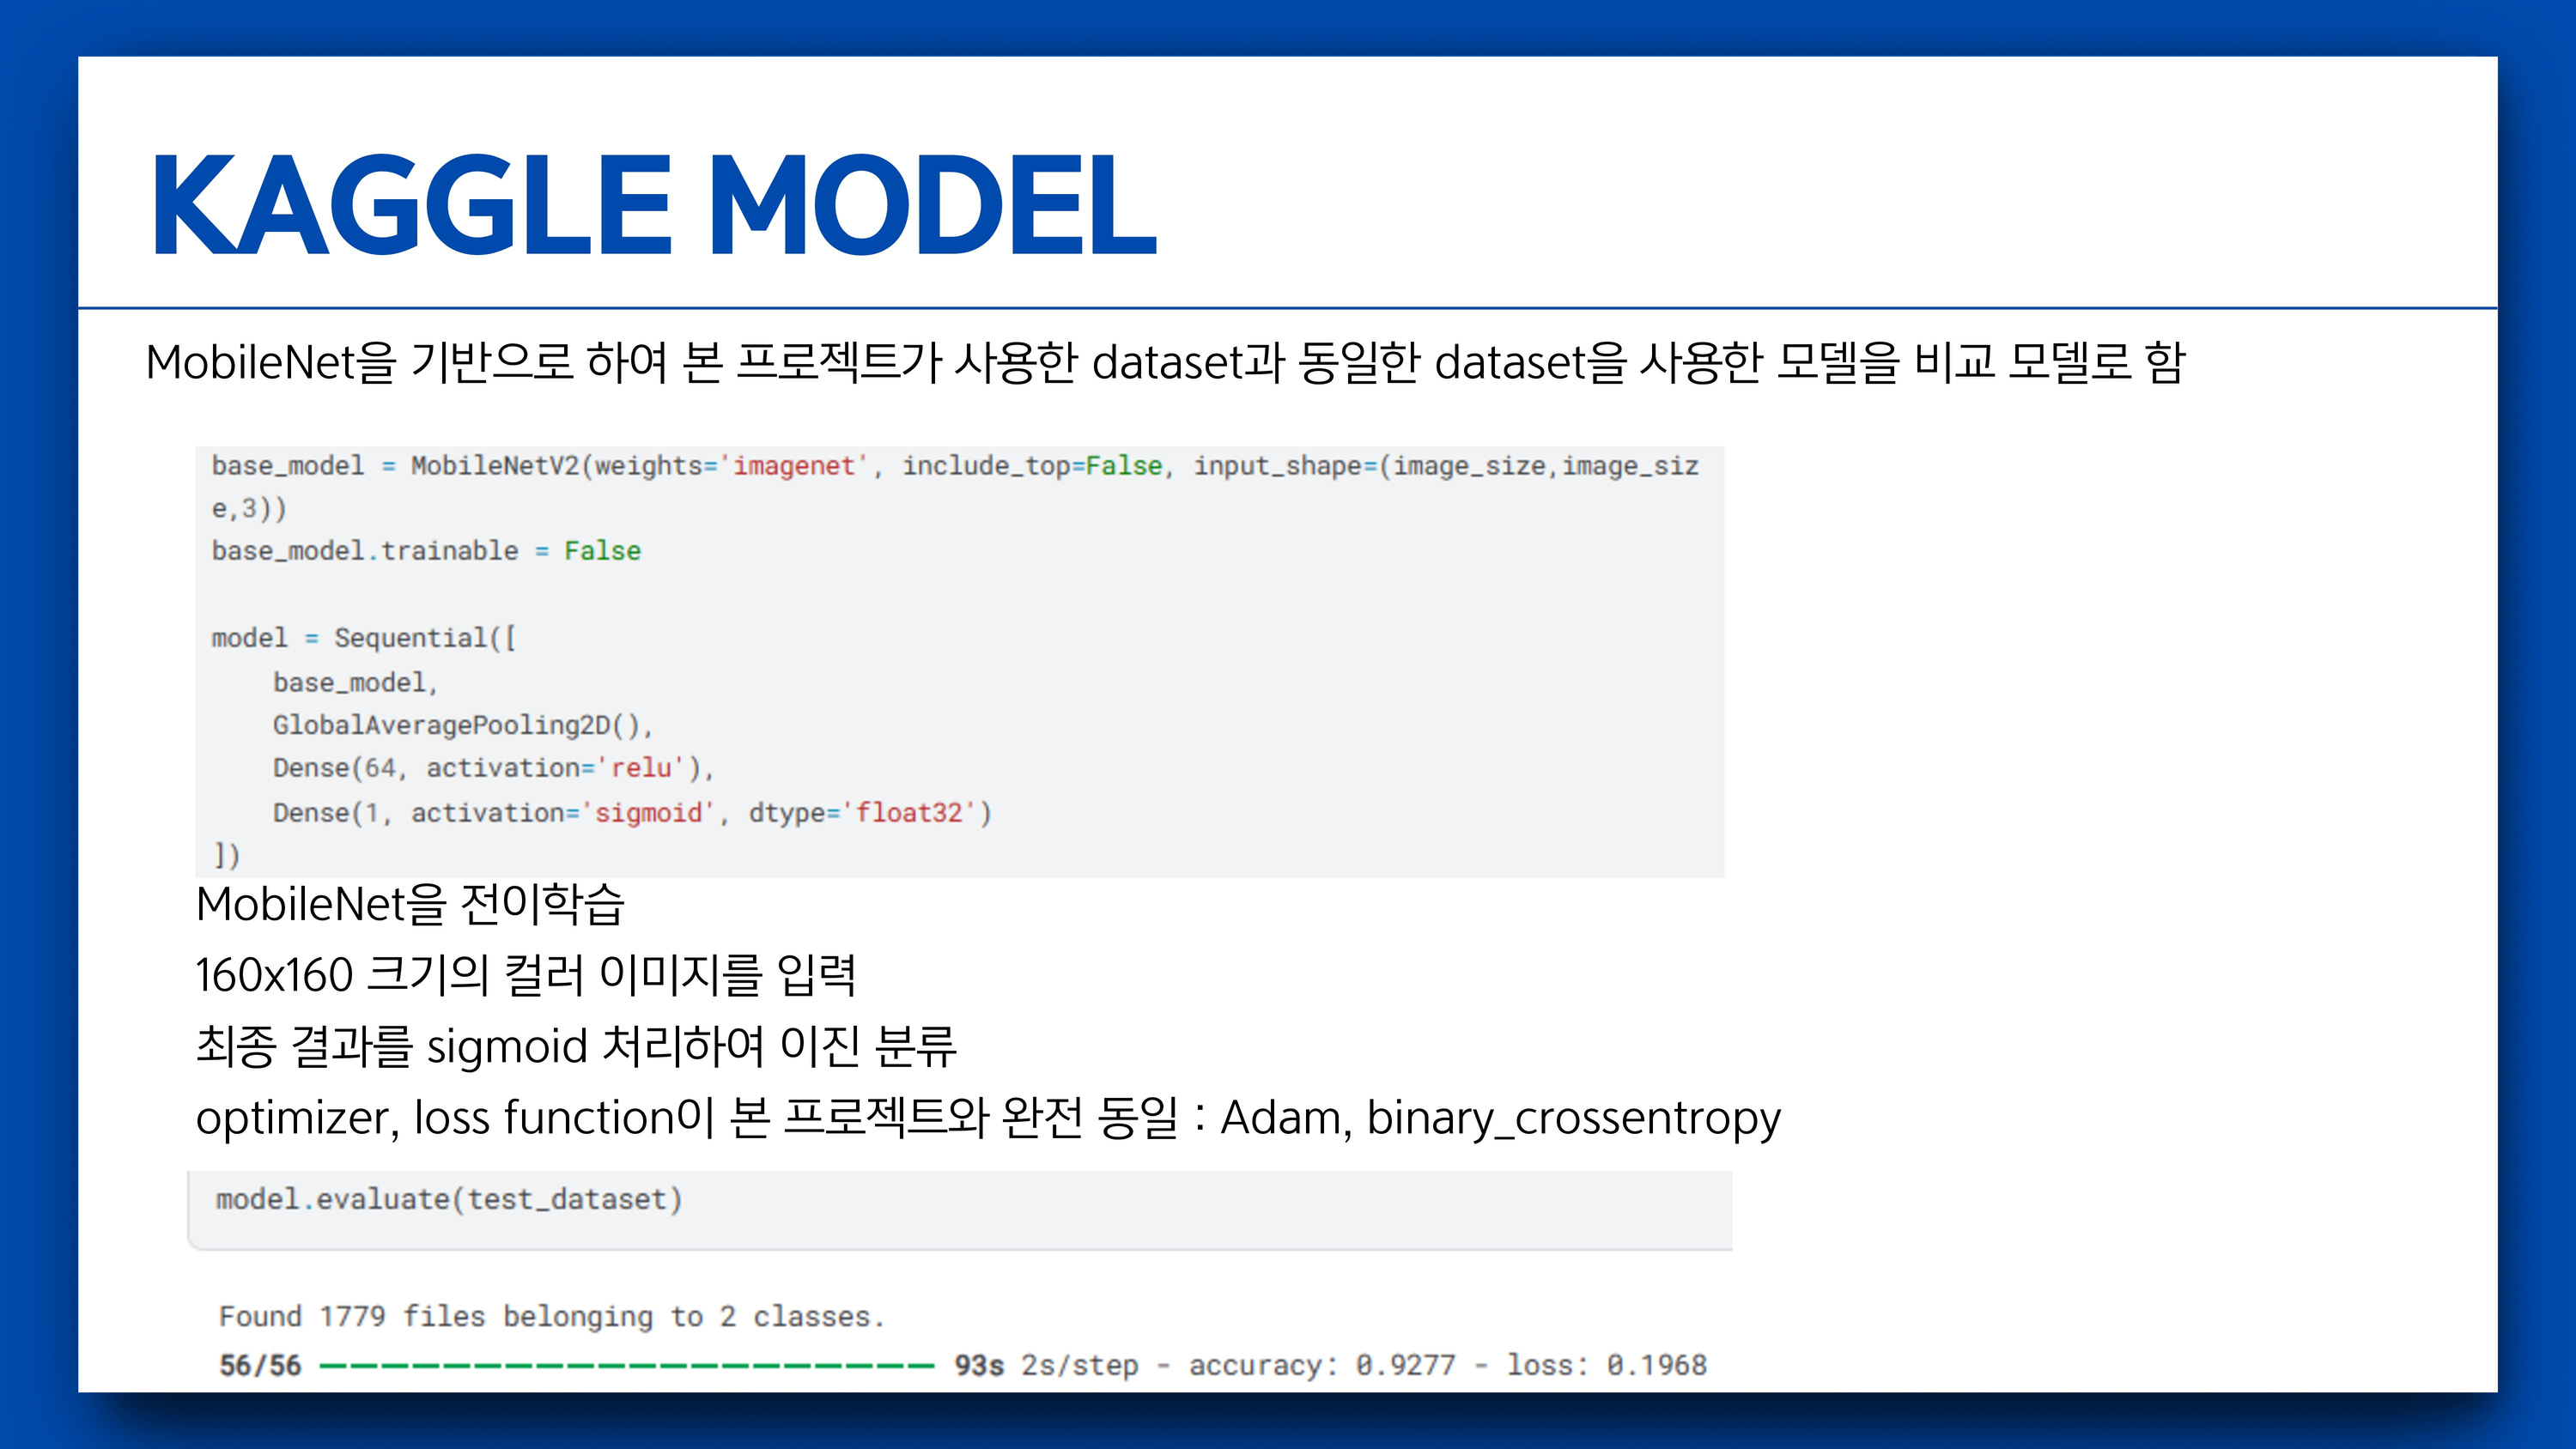 KAGGLE MODEL
MobileNet을 기반으로 하여 본 프로젝트가 사용한 dataset과 동일한 dataset을 사용한 모델을 비교 모델로 함
base_model = MobileNetV2(weights='imagenet', include_top=False, input_shape=(image_size,image_siz
e,3))
base_model.trainable = False
model = Sequential([
    base_model,
    GlobalAveragePooling2D(),
    Dense(64, activation='relu'),
    Dense(1, activation='sigmoid', dtype='float32')
])
MobileNet을 전이학습
160x160 크기의 컬러 이미지를 입력
최종 결과를 sigmoid 처리하여 이진 분류
optimizer, loss function이 본 프로젝트와 완전 동일 : Adam, binary_crossentropy
model.evaluate(test_dataset)
Found 1779 files belonging to 2 classes.
56/56 ━━━━━━━━━━━━━━━━━━━━ 93s 2s/step - accuracy: 0.9277 - loss: 0.1968